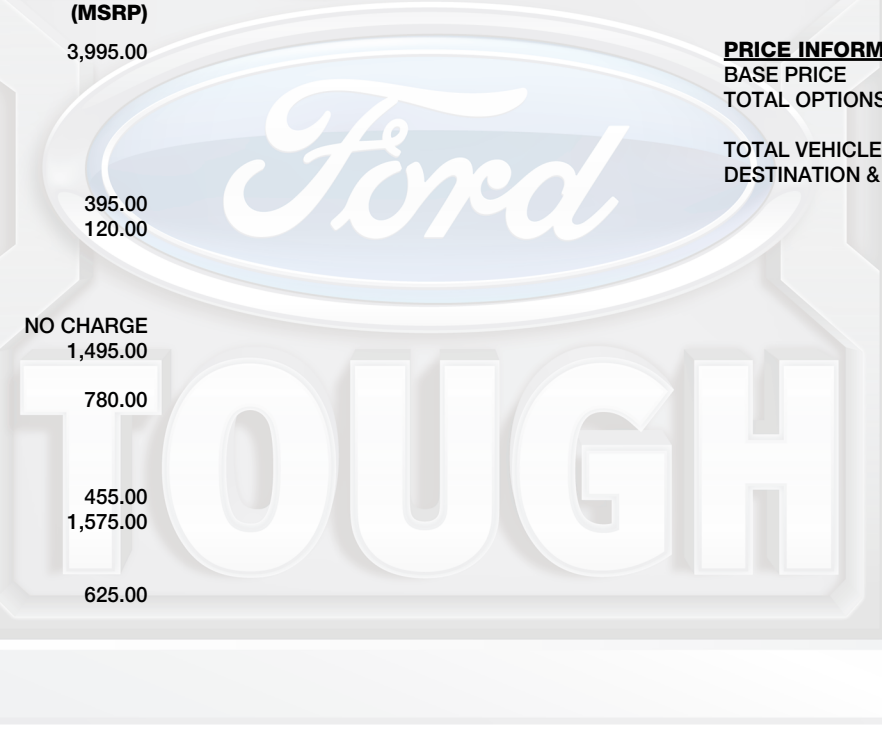 (MSRP)
3,995.00
395.00
120.00
NO CHARGE
1,495.00
780.00
455.00
1,575.00
625.00
PRICE INFORM
BASE PRICE
TOTAL OPTIONS
TOTAL VEHICLE
DESTINATION &
Ford
TOUGH